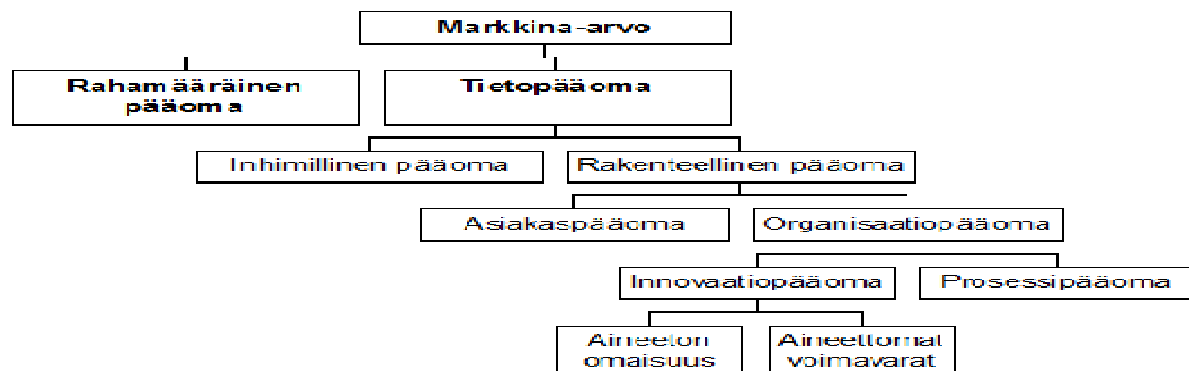 Markkina-arvo
Rahamääräinen
pääoma
Tietopääoma
Inhimillinen pääoma
Rakenteellinen pääoma
Asiakaspääoma
Organisaatiopääoma
Innovaatiopääoma
Prosessipääoma
Aineeton
omaisuus
Aineettomat
voimavarat